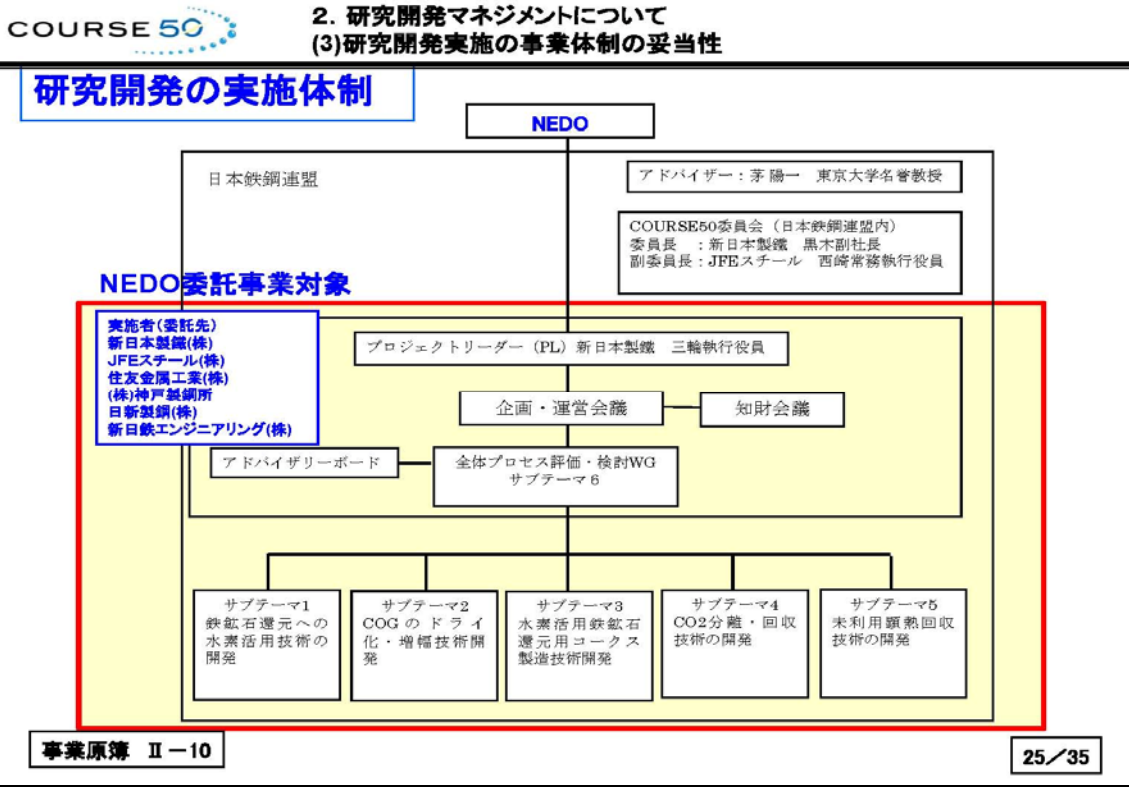 COURSE 50
2．研究開発マネジメントについて
(3)研究開発実施の事業体制の妥当性
研究開発の実施体制
NEDO
日本鉄鋼連盟
アドバイザー：茅 陽一　東京大学名誉教授
COURSE50委員会（日本鉄鋼連盟内）
委員長　：新日本製鐵　黒木副社長
副委員長：JFEスチール　西崎常務執行役員
NEDO委託事業対象
実施者(委託先)
新日本製鐵(株)
JFEスチール(株)
住友金属工業(株)
(株)神戸製鋼所
日新製鋼(株)
新日鉄エンジニアリング(株)
プロジェクトリーダー（PL）新日本製鐵　三輪執行役員
企画・運営会議
知財会議
アドバイザリーボード
全体プロセス評価・検討WG
サブテーマ６
サブテーマ1
鉄鉱石還元への
水素活用技術の
開発
サブテーマ2
COGのドライ
化・増幅技術開
発
サブテーマ3
水素活用鉄鉱石
還元用コークス
製造技術開発
サブテーマ4
CO2分離・回収
技術の開発
サブテーマ5
未利用顕熱回収
技術の開発
事業原簿　Ⅱ－10
25／35